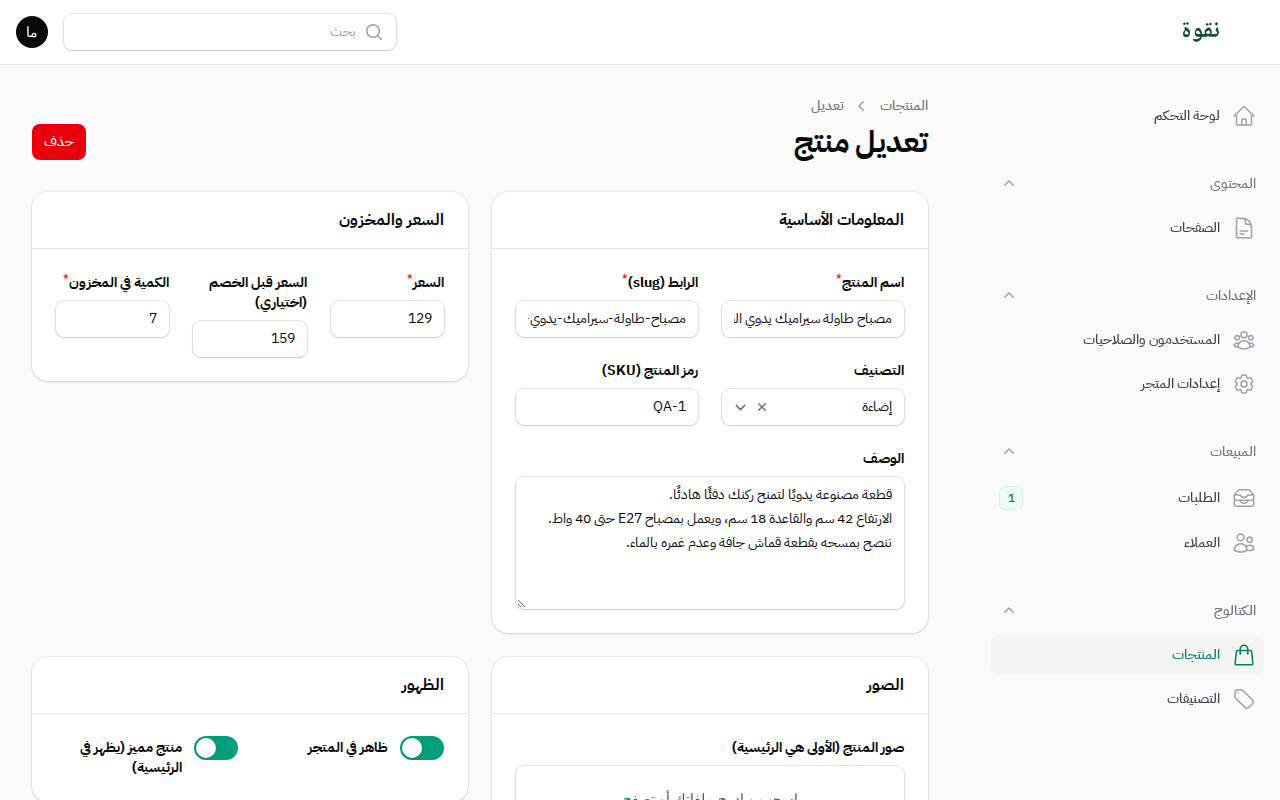 نقوة
بحث
ما
لوحة التحكم
المحتوى
الصفحات
الإعدادات
المستخدمون والصلاحيات
إعدادات المتجر
المبيعات
الطلبات
1
العملاء
الكتالوج
المنتجات
التصنيفات
المنتجات
تعديل
تعديل منتج
حذف
المعلومات الأساسية
اسم المنتج*
الرابط (slug)*
مصباح طاولة سيراميك يدوي
مصباح-طاولة-سيراميك-يدوي-
التصنيف
رمز المنتج (SKU)
إضاءة
QA-1
الوصف
قطعة مصنوعة يدويًا لتمنح ركنك دفئًا هادئًا.
الارتفاع 42 سم والقاعدة 18 سم، ويعمل بمصباح E27 حتى 40 واط.
ننصح بمسحه بقطعة قماش جافة وعدم غمره بالماء.
السعر والمخزون
السعر*
السعر قبل الخصم
(اختياري)
الكمية في المخزون*
129
159
7
الصور
صور المنتج (الأولى هي الرئيسية)
الظهور
ظاهر في المتجر
منتج مميز (يظهر في
الرئيسية)